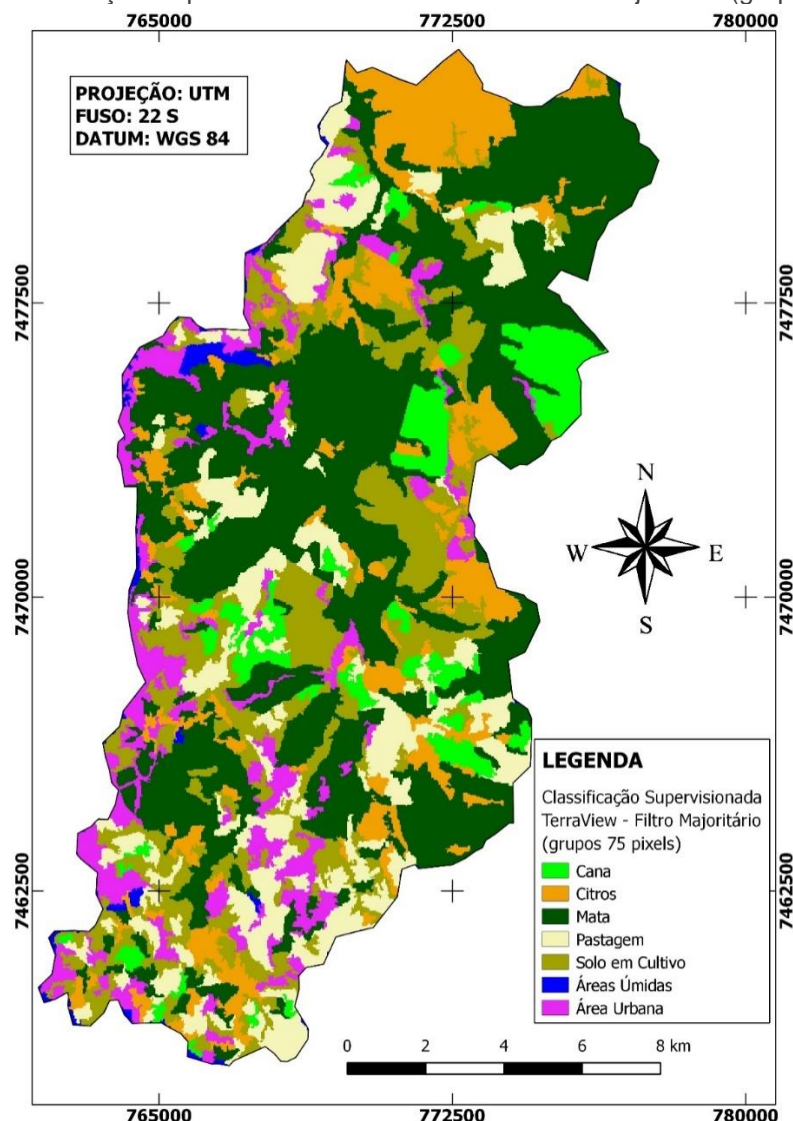 765000 772500 780000
PROJEÇÃO: UTM
FUSO: 22 S
DATUM: WGS 84
7477500 7477500
N
W E
S
7470000 7470000
LEGENDA
Classificação Supervisionada
TerraView - Filtro Majoritário
(grupos 75 pixels)
Cana
Citros
Mata
Pastagem
Solo em Cultivo
Áreas Úmidas
Área Urbana
7462500 7462500
0 2 4 6 8 km
765000 772500 780000